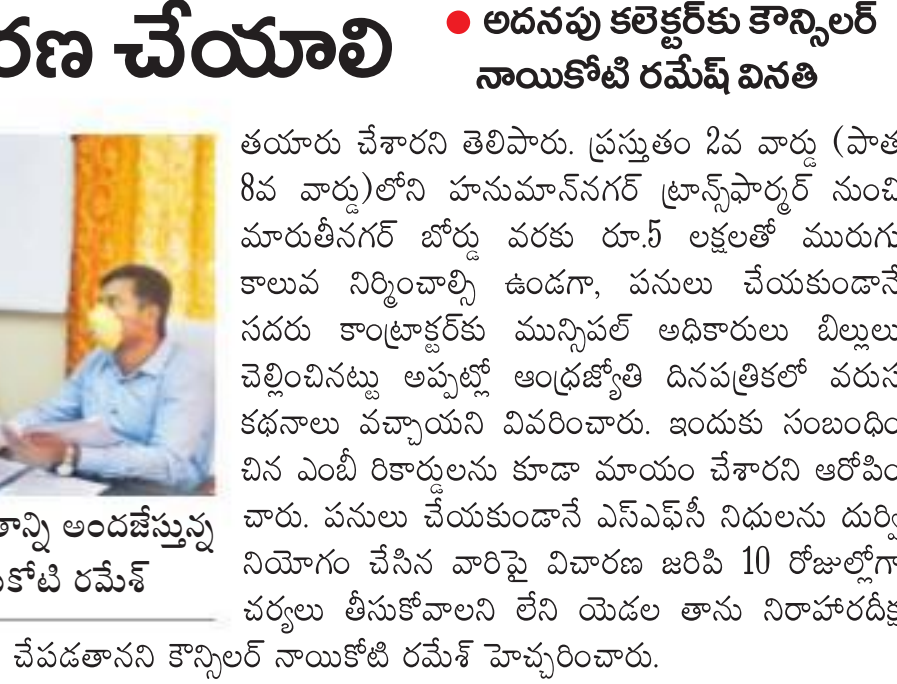 రణ చేయాలి
● అదనపు కలెక్టర్‌కు కౌన్సిలర్
నాయికోటి రమేష్ వినతి
తయారు చేశారని తెలిపారు. ప్రస్తుతం 2వ వార్డు (పాత
8వ వార్డు)లోని హనుమాన్‌నగర్ ట్రాన్స్‌ఫార్మర్ నుంచి
మారుతీనగర్ బోర్డు వరకు రూ.5 లక్షలతో మురుగు
కాలువ నిర్మించాల్సి ఉండగా, పనులు చేయకుండానే
సదరు కాంట్రాక్టర్‌కు మున్సిపల్ అధికారులు బిల్లులు
చెల్లించినట్టు అప్పట్లో ఆంధ్రజ్యోతి దినపత్రికలో వరుస
కథనాలు వచ్చాయని వివరించారు. ఇందుకు సంబంధిం
చిన ఎంబీ రికార్డులను కూడా మాయం చేశారని ఆరోపిం
చారు. పనులు చేయకుండానే ఎస్ఎఫ్‌సీ నిధులను దుర్వి
నియోగం చేసిన వారిపై విచారణ జరిపి 10 రోజుల్లోగా
చర్యలు తీసుకోవాలని లేని యెడల తాను నిరాహారదీక్ష
చేపడతానని కౌన్సిలర్ నాయికోటి రమేశ్ హెచ్చరించారు.
తాన్ని అందజేస్తున్న
కోటి రమేశ్